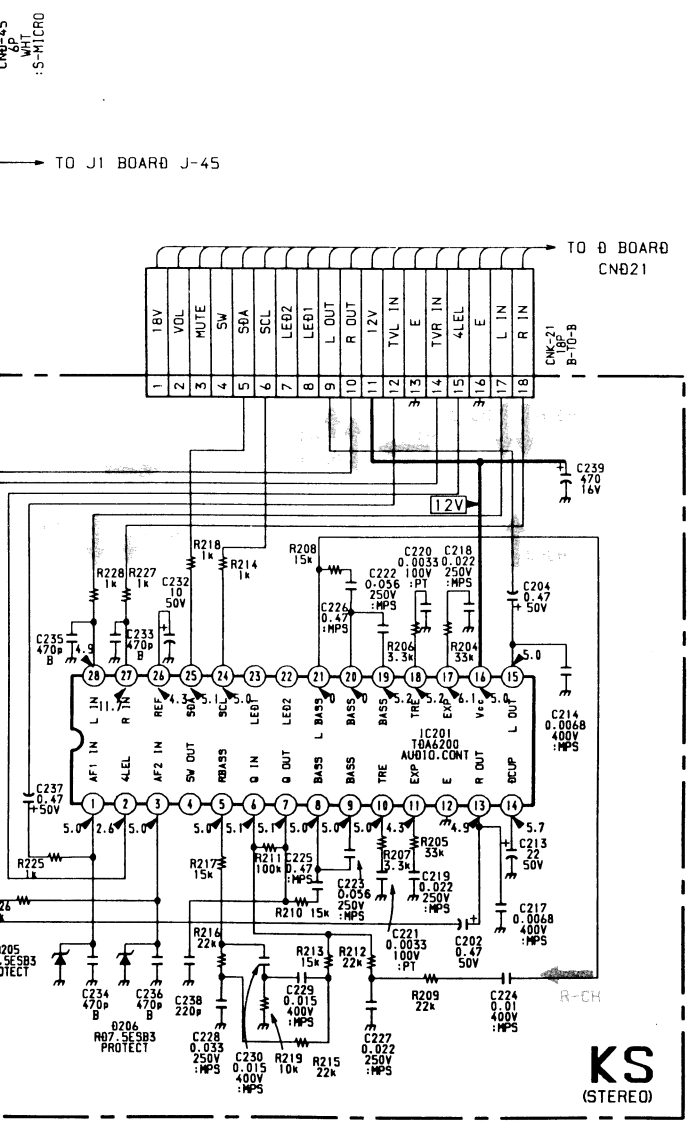 CND-45
6P
WHT
:S-MICRO
TO J1 BOARD J-45
TO D BOARD
CND21
18V
VOL
MUTE
SW
SDA
SCL
LED2
LED1
L OUT
R OUT
12V
TVL IN
E
TVR IN
4LEL
E
L IN
R IN
1 2 3 4 5 6 7 8 9 10 11 12 13 14 15 16 17 18
CNK-21
18P
B-TO-B
C239
470
16V
12V
R228
1k
R227
1k
C232
10
50V
R218
1k
R214
1k
R208
15k
C222
0.056
250V
:MPS
C220
0.0033
100V
:PT
C218
0.022
250V
:MPS
C204
0.47
50V
C226
0.47
:MPS
R206
3.3k
R204
33k
C235
470p
B
C233
470p
B
4.9
11.7
4.3
5.1
5.0
0
0
5.2
5.2
6.1
5.0
5.0
28 27 26 25 24 23 22 21 20 19 18 17 16 15
L IN
R IN
REF
SDA
SCL
LED1
LED2
L BASS
BASS
BASS
TRE
EXP
Vcc
L OUT
C214
0.0068
400V
:MPS
IC201
TDA6200
AUDIO.CONT
AF1 IN
4LEL
AF2 IN
SW OUT
RBASS
Q IN
Q OUT
BASS
BASS
TRE
EXP
E
R OUT
DCUP
1 2 3 4 5 6 7 8 9 10 11 12 13 14
C237
0.47
50V
5.0
2.6
5.0
5.0
5.1
5.1
5.0
5.0
5.0
4.3
4.9
5.7
R225
1k
R217
15k
R211
100k
C225
0.47
:MPS
R207
3.3k
R205
33k
C213
22
50V
C223
0.056
250V
:MPS
C219
0.022
250V
:MPS
R210 15k
C217
0.0068
400V
:MPS
R216
22k
R213
15k
R212
22k
C221
0.0033
100V
:PT
C202
0.47
50V
C234
470p
B
C236
470p
B
C238
220p
D206
RD7.5ESB3
PROTECT
C229
0.015
400V
:MPS
R209
22k
C224
0.01
400V
:MPS
R-CH
C228
0.033
250V
:MPS
C230
0.015
400V
:MPS
R219
10k
R215
22k
C227
0.022
250V
:MPS
KS
(STEREO)